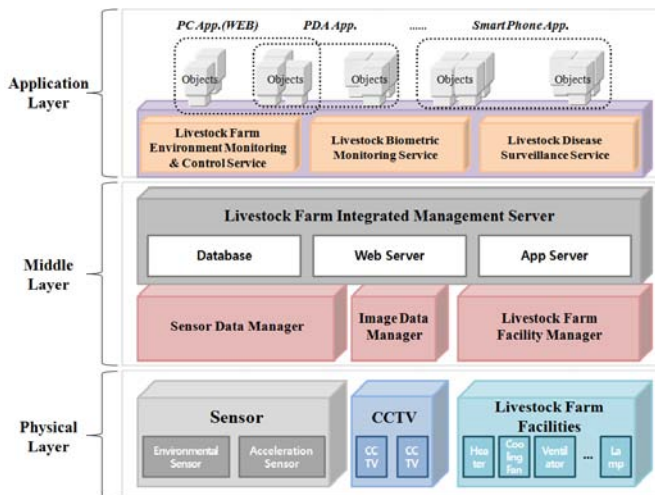 PC App.(WEB) PDA App. ...... SmartPhone App.
Objects Objects Objects Objects Objects
Application
Layer
Livestock Farm
Environment Monitoring
& Control Service
Livestock Biometric
Monitoring Service
Livestock Disease
Surveillance Service
Middle
Layer
Livestock Farm Integrated Management Server
Database Web Server App Server
Sensor Data Manager
Image Data
Manager
Livestock Farm
Facility Manager
Physical
Layer
Sensor
Environmental
Sensor
Acceleration
Sensor
CCTV
CC
TV
CC
TV
Livestock Farm
Facilities
Hea
ter
Coo
ling
Fan
Ventil
ator
...
La
mp